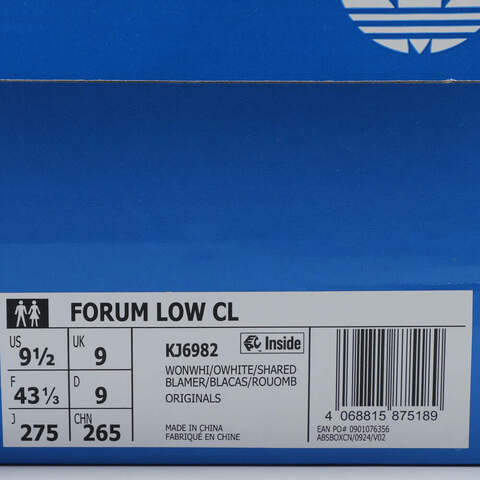 FORUM LOW CL
US 9½ UK 9
F 43⅓ D 9
J 275 CHN 265
KJ6982 Inside
WONWHI/OWHITE/SHARED
BLAMER/BLACAS/ROUOMB
ORIGINALS
MADE IN CHINA
FABRIQUÉ EN CHINE
4 068815 875189
EAN PO# 0901076356
ABSBOXCN/0924/V02